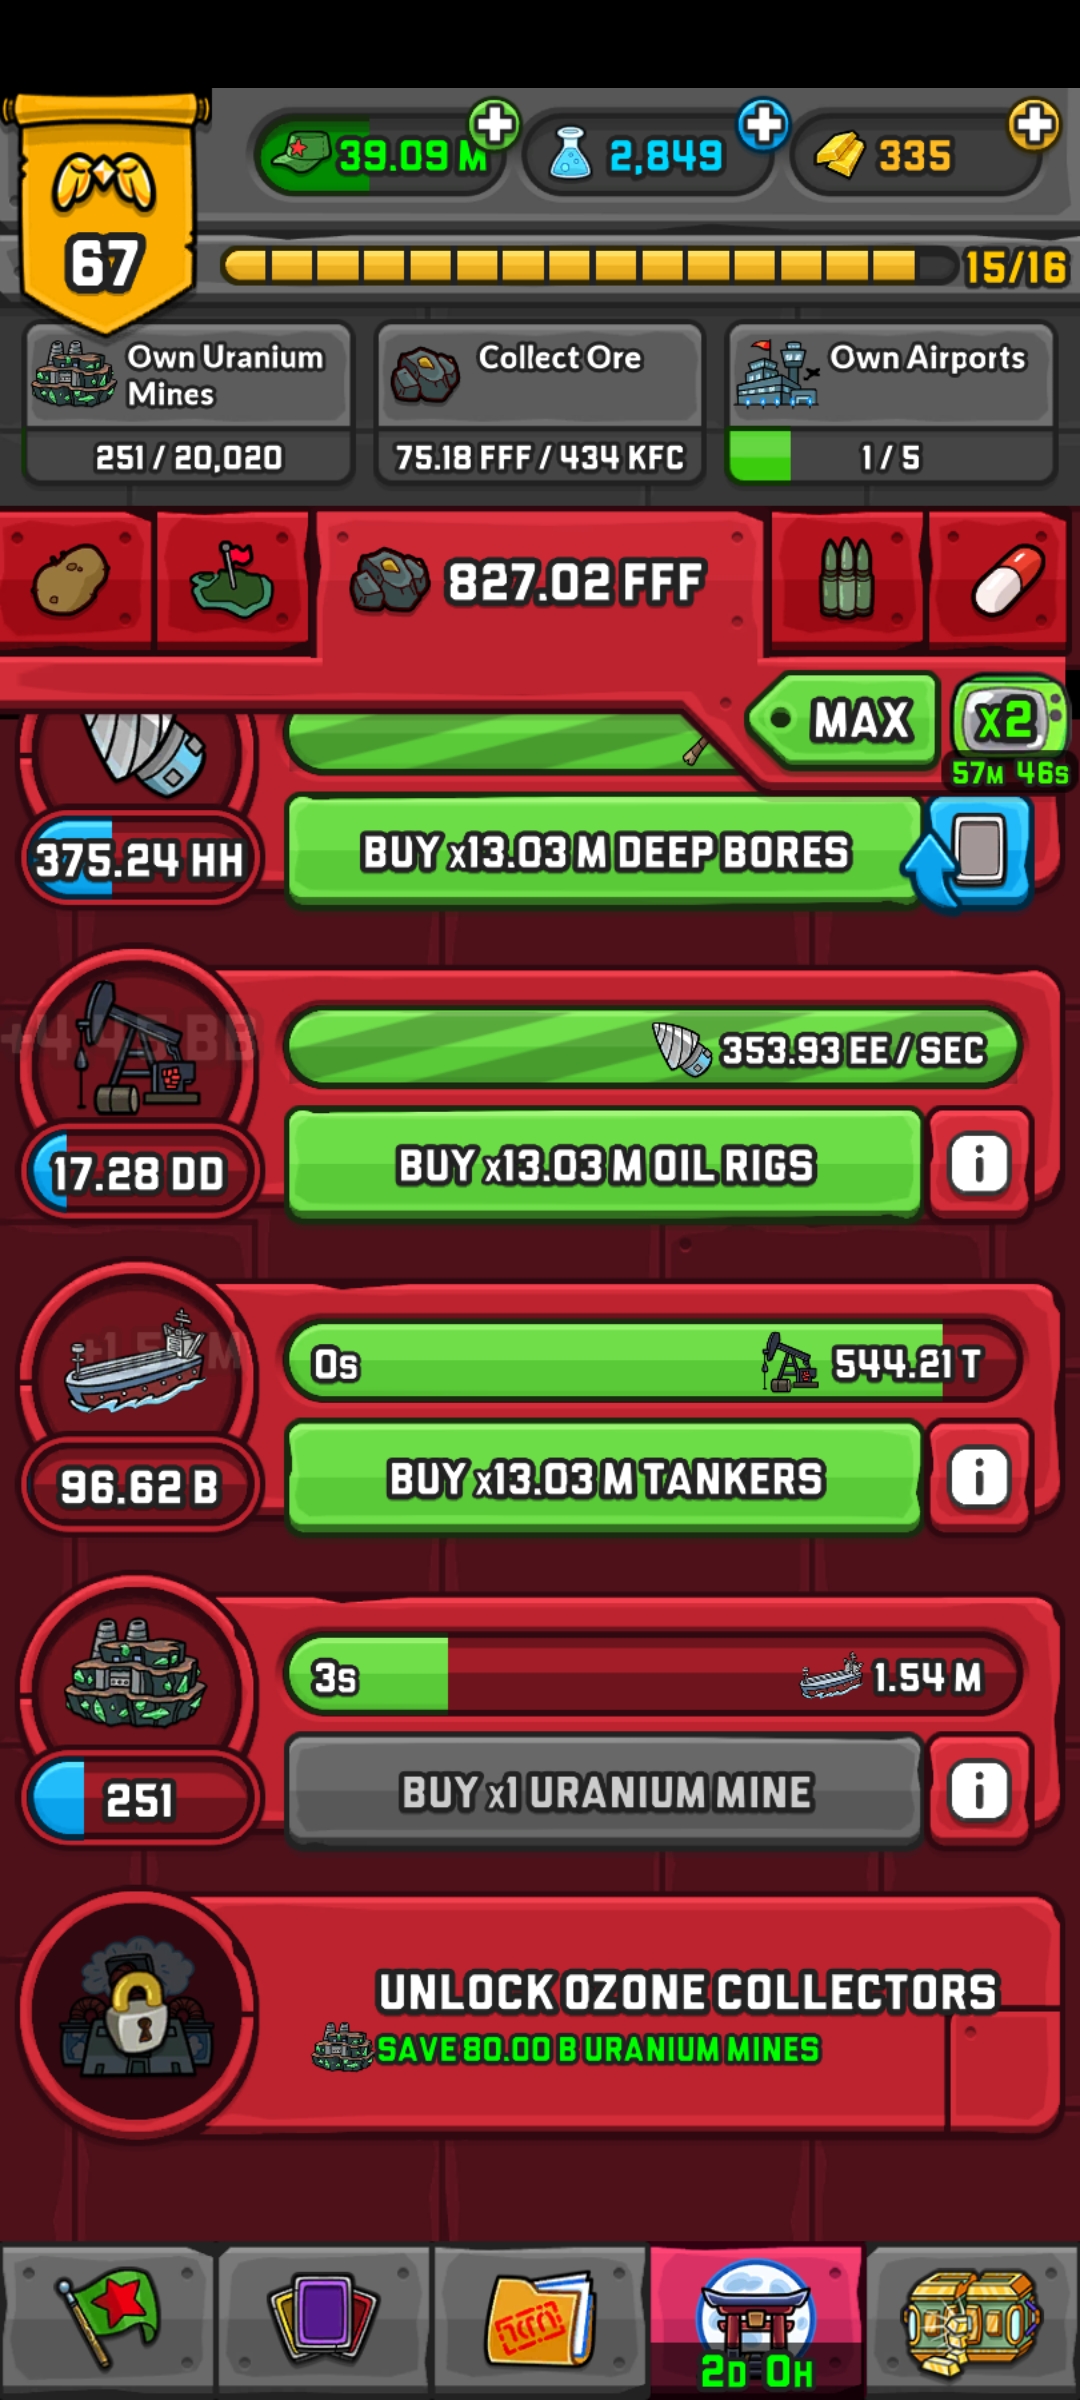 39.09 M
2,849
335
67
15/16
Own Uranium
Mines
Collect Ore
Own Airports
251 / 20,020
75.18 FFF / 434 KFC
1 / 5
827.02 FFF
MAX
x2
57M 46S
375.24 HH
BUY x13.03 M DEEP BORES
+4.45 BB
353.93 EE / SEC
17.28 DD
BUY x13.03 M OIL RIGS
i
0s
544.21 T
96.62 B
BUY x13.03 M TANKERS
i
3s
1.54 M
251
BUY x1 URANIUM MINE
i
UNLOCK OZONE COLLECTORS
SAVE 80.00 B URANIUM MINES
2D 0H